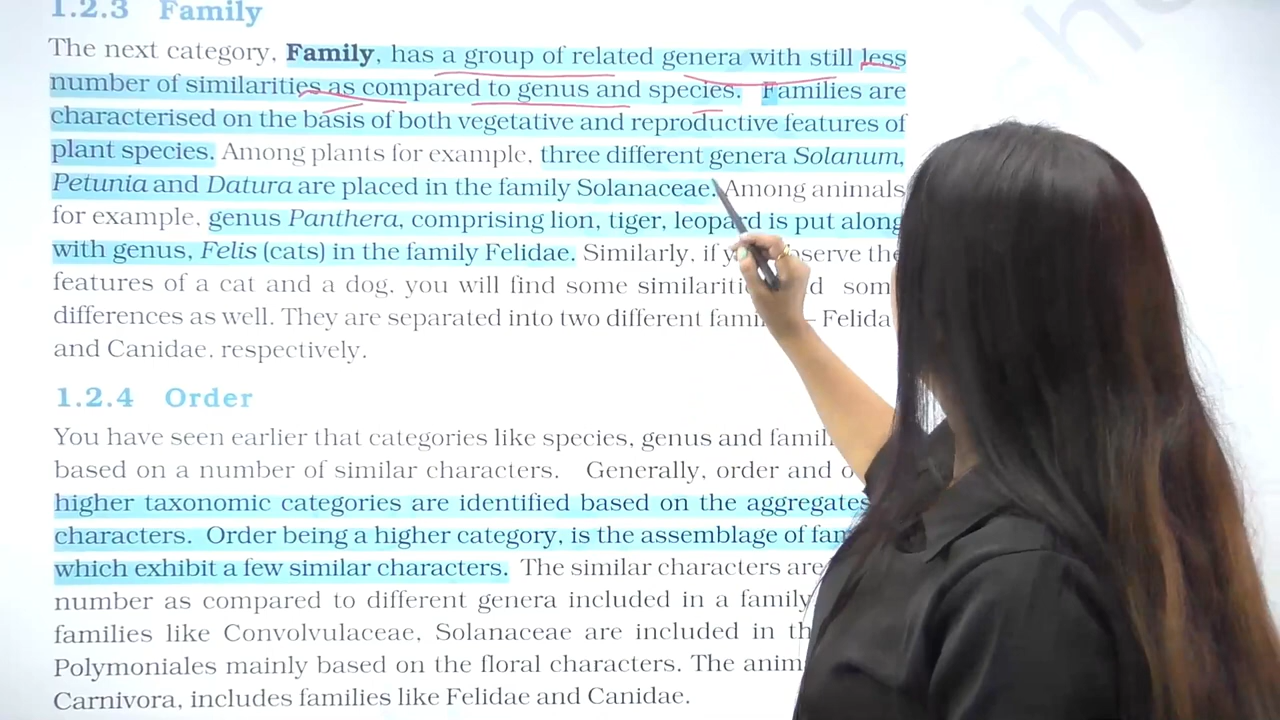 1.2.3 Family
The next category, Family, has a group of related genera with still less
number of similarities as compared to genus and species. Families are
characterised on the basis of both vegetative and reproductive features of
plant species. Among plants for example, three different genera Solanum,
Petunia and Datura are placed in the family Solanaceae. Among animals
for example, genus Panthera, comprising lion, tiger, leopard is put along
with genus, Felis (cats) in the family Felidae. Similarly, if y serve the
features of a cat and a dog, you will find some similariti d som
differences as well. They are separated into two different fami – Felida
and Canidae, respectively.
1.2.4 Order
You have seen earlier that categories like species, genus and famil
based on a number of similar characters. Generally, order and o
higher taxonomic categories are identified based on the aggregates
characters. Order being a higher category, is the assemblage of fam
which exhibit a few similar characters. The similar characters are
number as compared to different genera included in a family
families like Convolvulaceae, Solanaceae are included in th
Polymoniales mainly based on the floral characters. The anim
Carnivora, includes families like Felidae and Canidae.